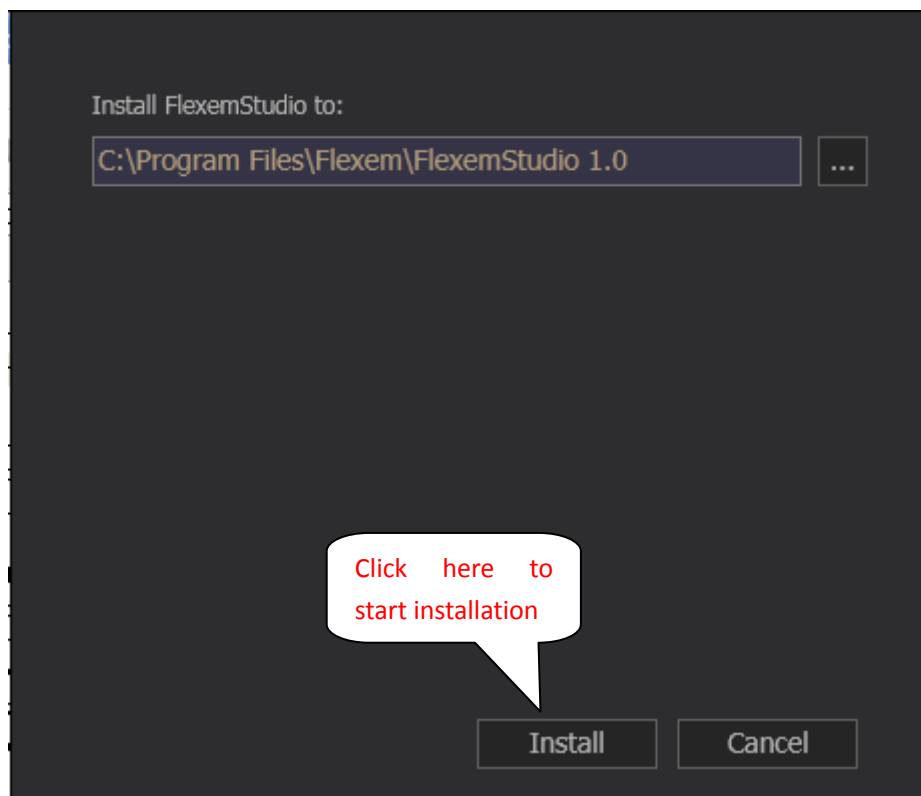 Install FlexemStudio to:
C:\Program Files\Flexem\FlexemStudio 1.0 ...
Click here to
start installation
Install Cancel